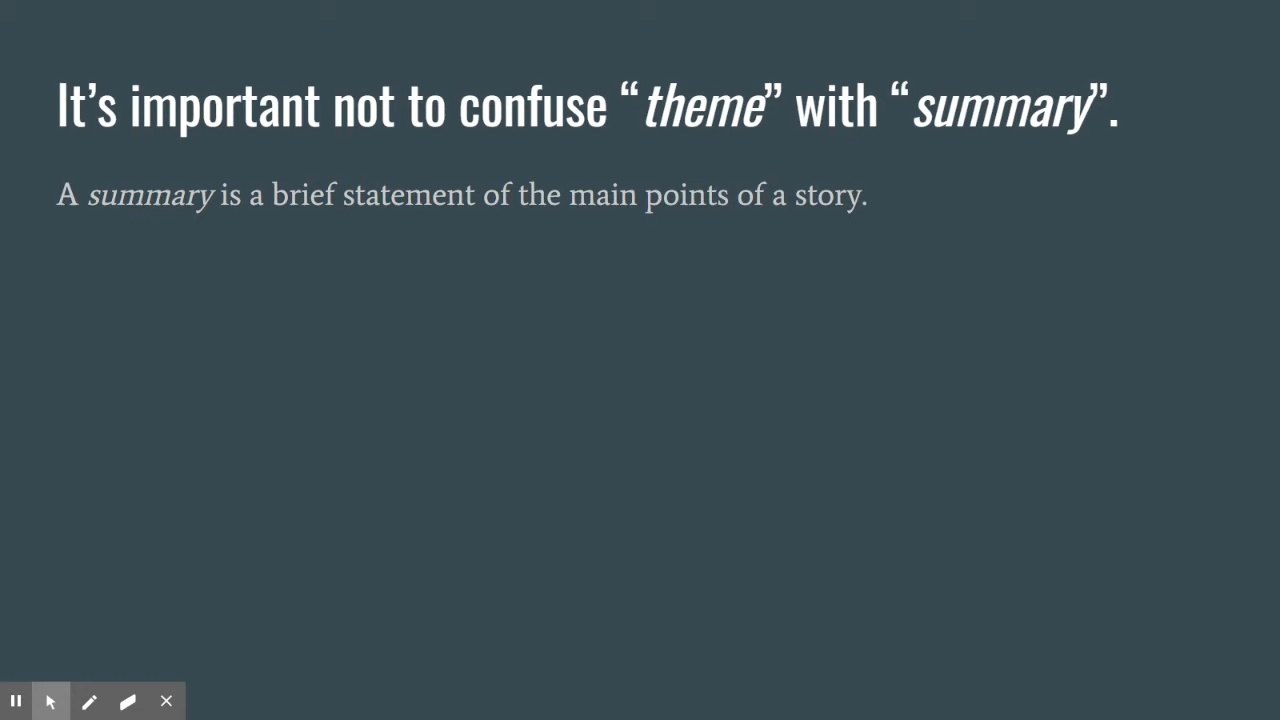 It’s important not to confuse “theme” with “summary”.
A summary is a brief statement of the main points of a story.